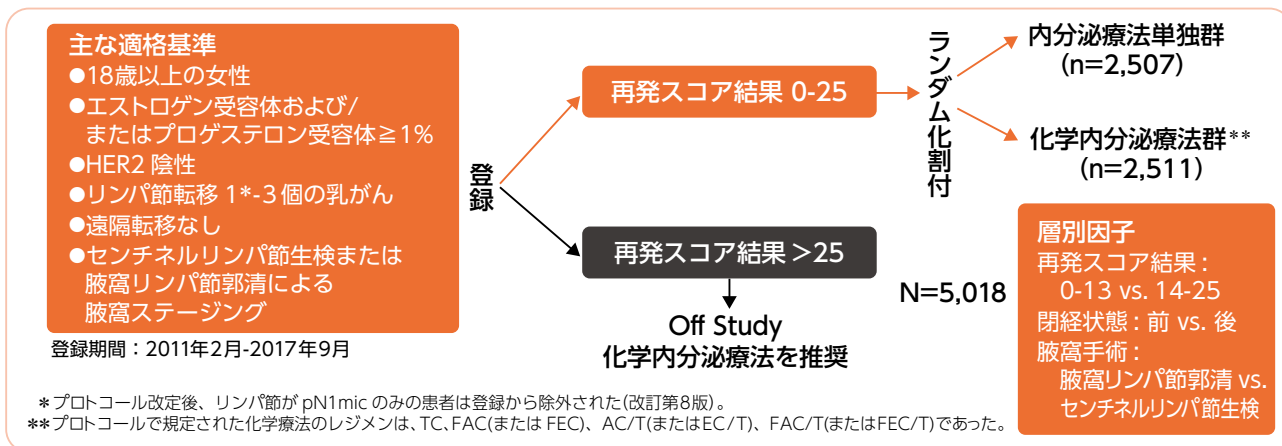 主な適格基準
●18歳以上の女性
●エストロゲン受容体および/
またはプロゲステロン受容体≧1%
●HER2 陰性
●リンパ節転移 1*-3 個の乳がん
●遠隔転移なし
●センチネルリンパ節生検または
腋窩リンパ節郭清による
腋窩ステージング
登録期間:2011年2月-2017年9月
登録
再発スコア結果 0-25
再発スコア結果 >25
Off Study
化学内分泌療法を推奨
ランダム化割付
内分泌療法単独群
(n=2,507)
化学内分泌療法群**
(n=2,511)
N=5,018
層別因子
再発スコア結果:
0-13 vs. 14-25
閉経状態:前 vs. 後
腋窩手術:
腋窩リンパ節郭清 vs.
センチネルリンパ節生検
*プロトコール改定後、リンパ節が pN1mic のみの患者は登録から除外された(改訂第8版)。
**プロトコールで規定された化学療法のレジメンは、TC、FAC(または FEC)、AC/T(またはEC/T)、FAC/T(またはFEC/T)であった。